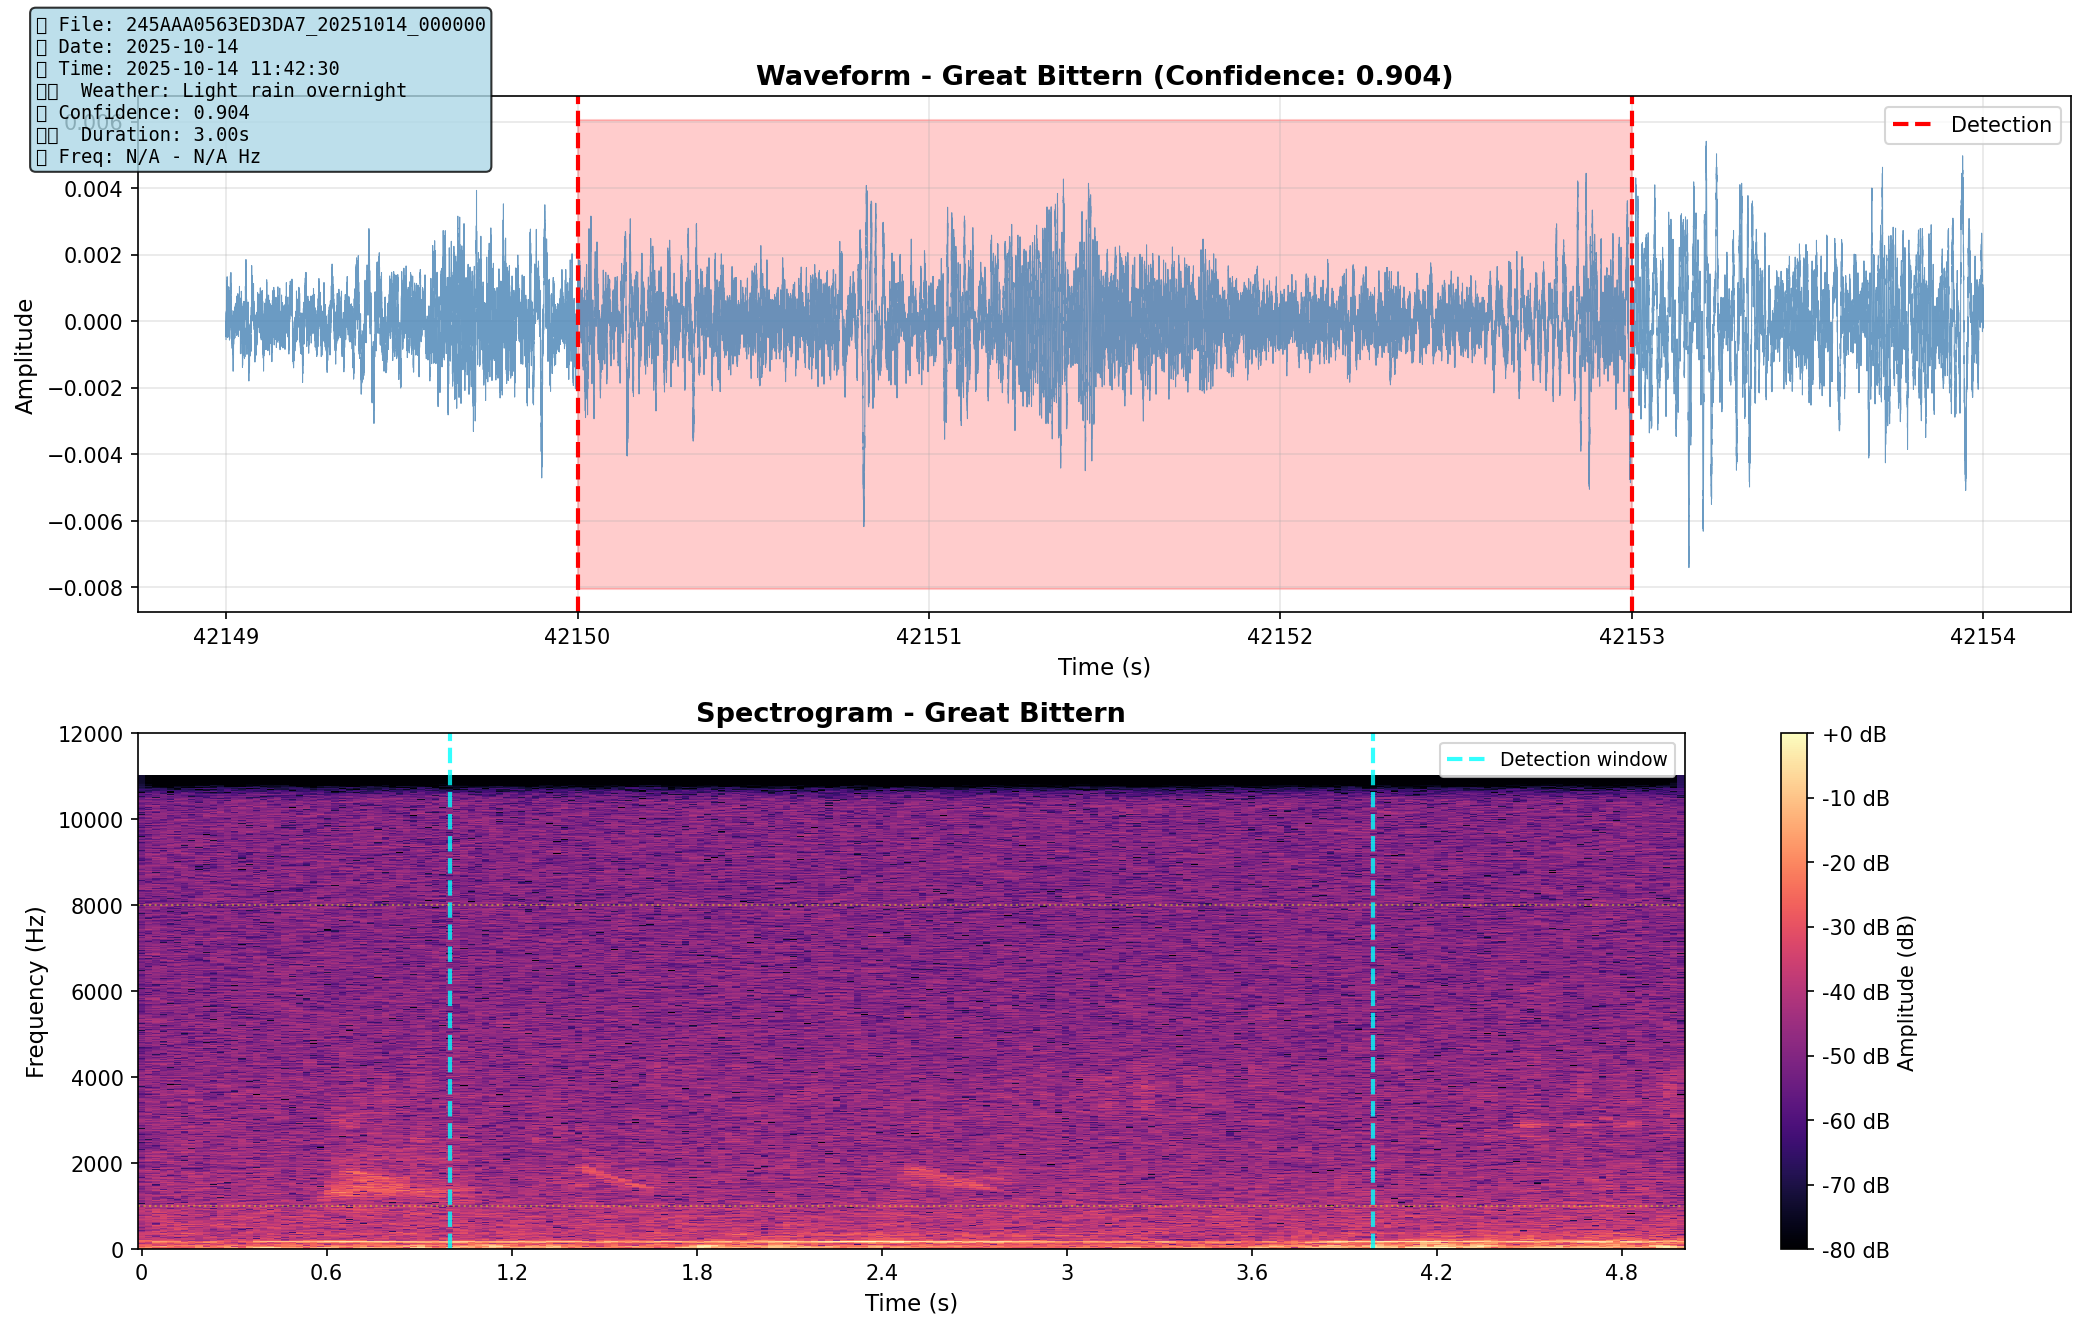 File: 245AAA0563ED3DA7_20251014_000000
Date: 2025-10-14
Time: 2025-10-14 11:42:30
Weather: Light rain overnight
Confidence: 0.904
Duration: 3.00s
Freq: N/A - N/A Hz
Waveform - Great Bittern (Confidence: 0.904)
Detection
Amplitude
0.006
0.004
0.002
0.000
−0.002
−0.004
−0.006
−0.008
42149 42150 42151 42152 42153 42154
Time (s)
Spectrogram - Great Bittern
Detection window
Frequency (Hz)
12000
10000
8000
6000
4000
2000
0
0 0.6 1.2 1.8 2.4 3 3.6 4.2 4.8
Time (s)
+0 dB
-10 dB
-20 dB
-30 dB
-40 dB
-50 dB
-60 dB
-70 dB
-80 dB
Amplitude (dB)